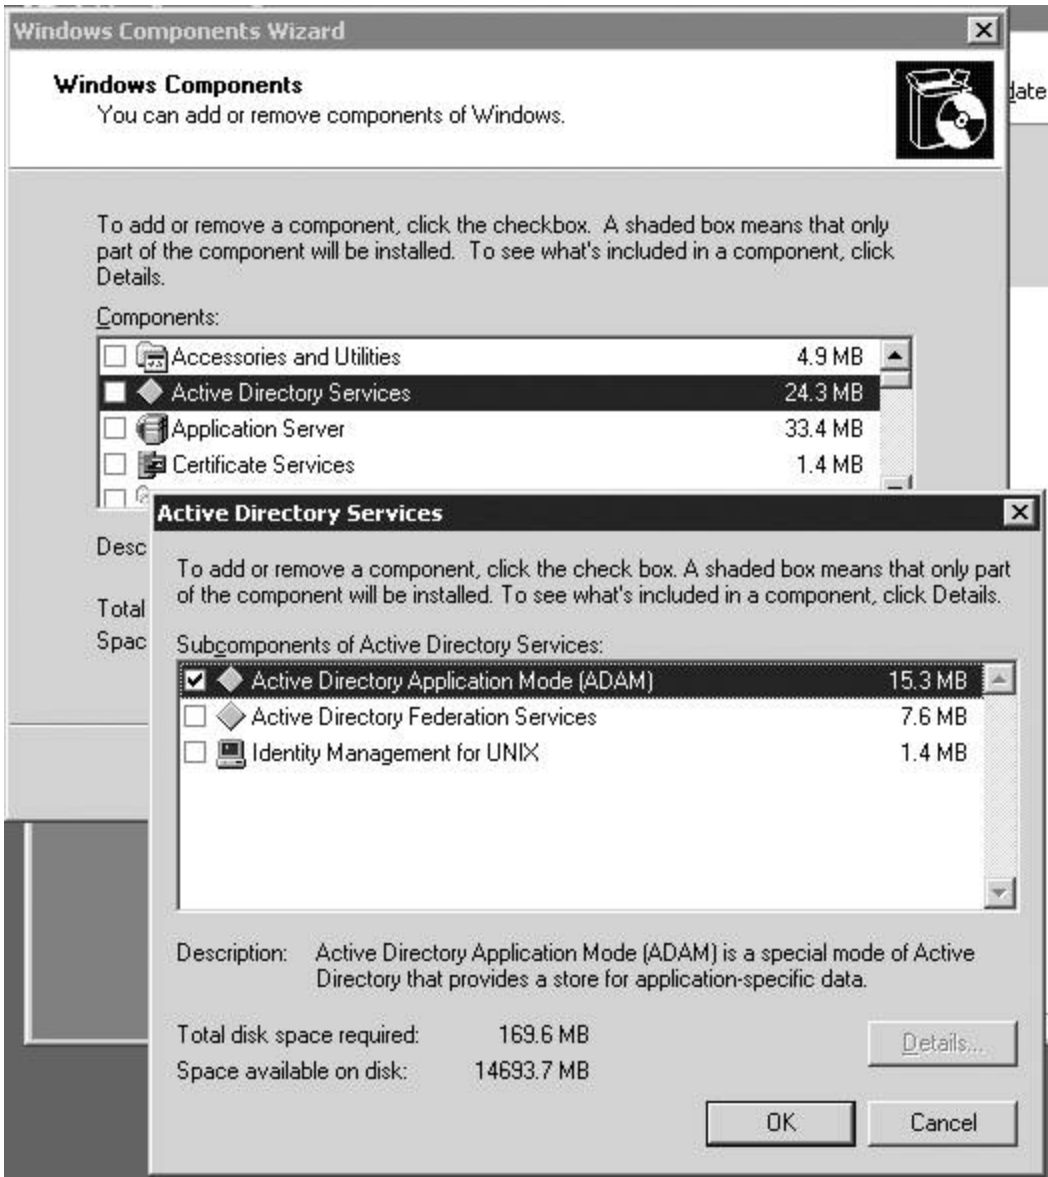 Windows Components Wizard
Windows Components
You can add or remove components of Windows.
date
To add or remove a component, click the checkbox. A shaded box means that only
part of the component will be installed. To see what's included in a component, click
Details.
Components:
Accessories and Utilities 4.9 MB
Active Directory Services 24.3 MB
Application Server 33.4 MB
Certificate Services 1.4 MB
Desc
Total
Spac
Active Directory Services
To add or remove a component, click the check box. A shaded box means that only part
of the component will be installed. To see what's included in a component, click Details.
Subcomponents of Active Directory Services:
Active Directory Application Mode (ADAM) 15.3 MB
Active Directory Federation Services 7.6 MB
Identity Management for UNIX 1.4 MB
Description: Active Directory Application Mode (ADAM) is a special mode of Active
Directory that provides a store for application-specific data.
Total disk space required: 169.6 MB
Space available on disk: 14693.7 MB
Details...
OK Cancel